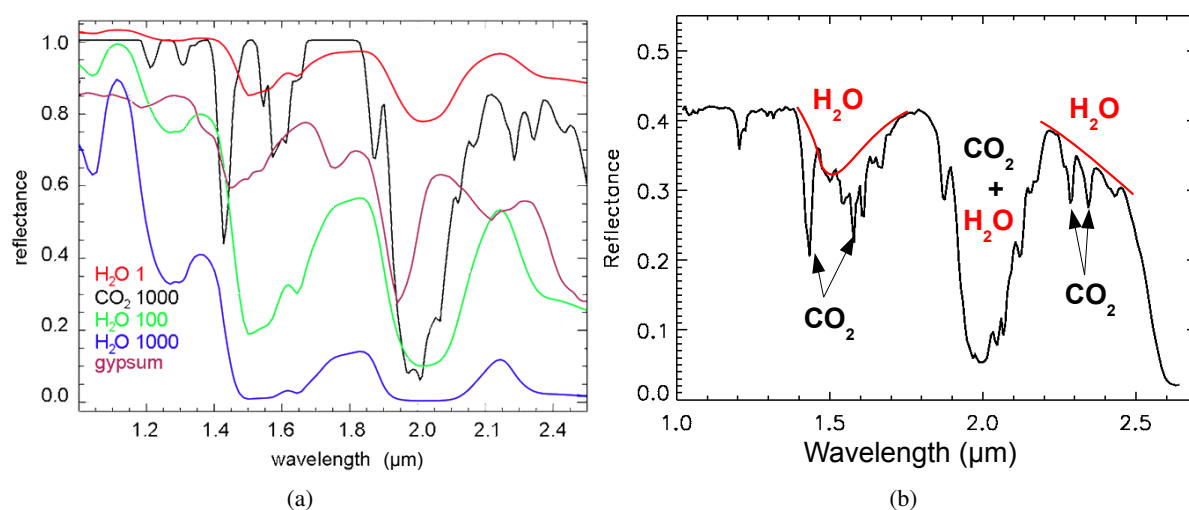 1.0
0.8
0.6
0.4
0.2
0.0
reflectance
H₂O 1
CO₂ 1000
H₂O 100
H₂O 1000
gypsum
1.2 1.4 1.6 1.8 2.0 2.1 2.4
wavelength (μm)
(a)
b)
0.5
0.4
0.3
0.2
0.1
0.0
Reflectance
H₂O
CO₂
+
H₂O
H₂O
CO₂
CO₂
1.0 1.5 2.0 2.5
Wavelength (μm)
(b)